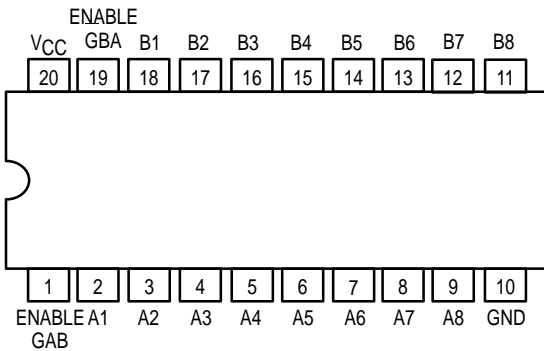 ENABLE
VCC GBA B1 B2 B3 B4 B5 B6 B7 B8
20 19 18 17 16 15 14 13 12 11
1 2 3 4 5 6 7 8 9 10
ENABLE A1 A2 A3 A4 A5 A6 A7 A8 GND
GAB